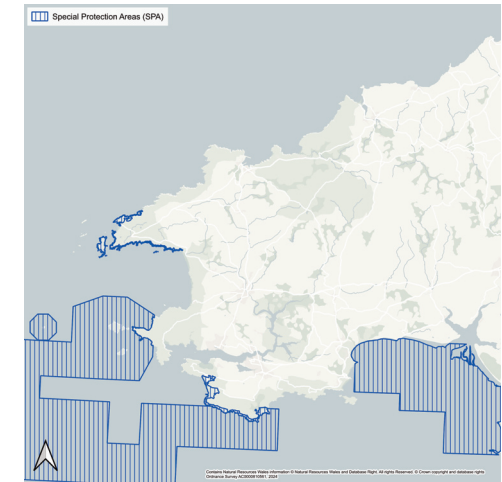 Special Protection Areas (SPA)
Contains Natural Resources Wales information © Natural Resources Wales and Database Right. All rights Reserved. © Crown copyright and database rights
Ordnance Survey AC0000810691. 2024